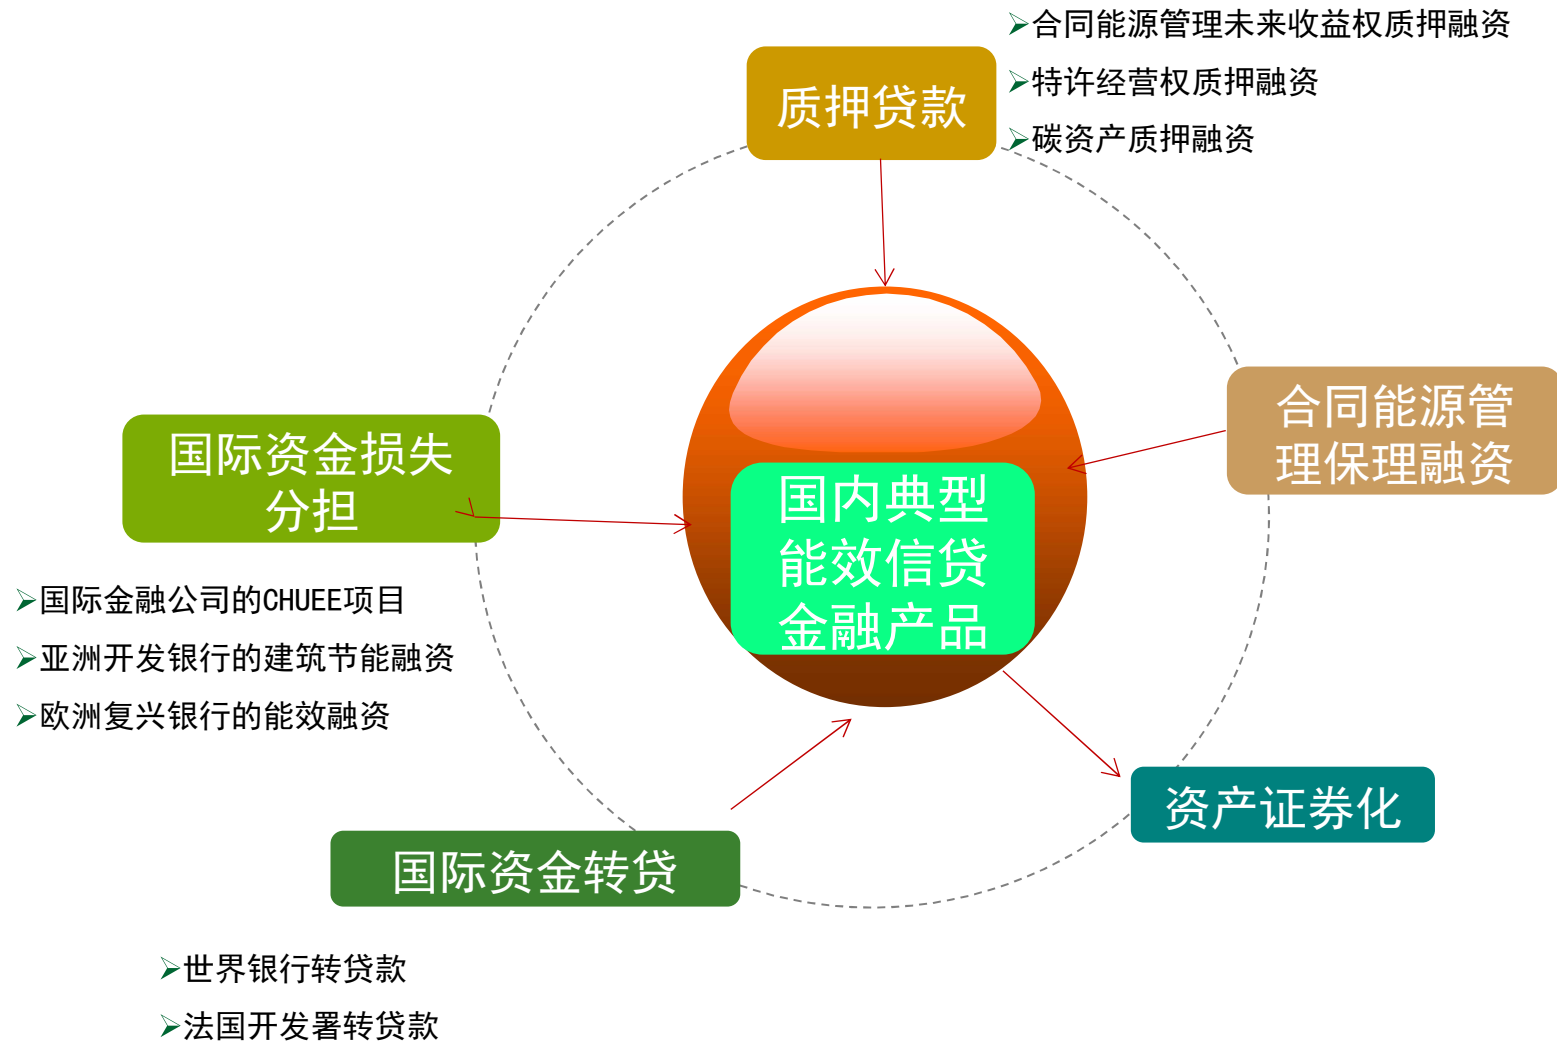 ➢合同能源管理未来收益权质押融资
➢特许经营权质押融资
➢碳资产质押融资
质押贷款
合同能源管
理保理融资
国际资金损失
分担
国内典型
能效信贷
金融产品
➢国际金融公司的CHUEE项目
➢亚洲开发银行的建筑节能融资
➢欧洲复兴银行的能效融资
资产证券化
国际资金转贷
➢世界银行转贷款
➢法国开发署转贷款